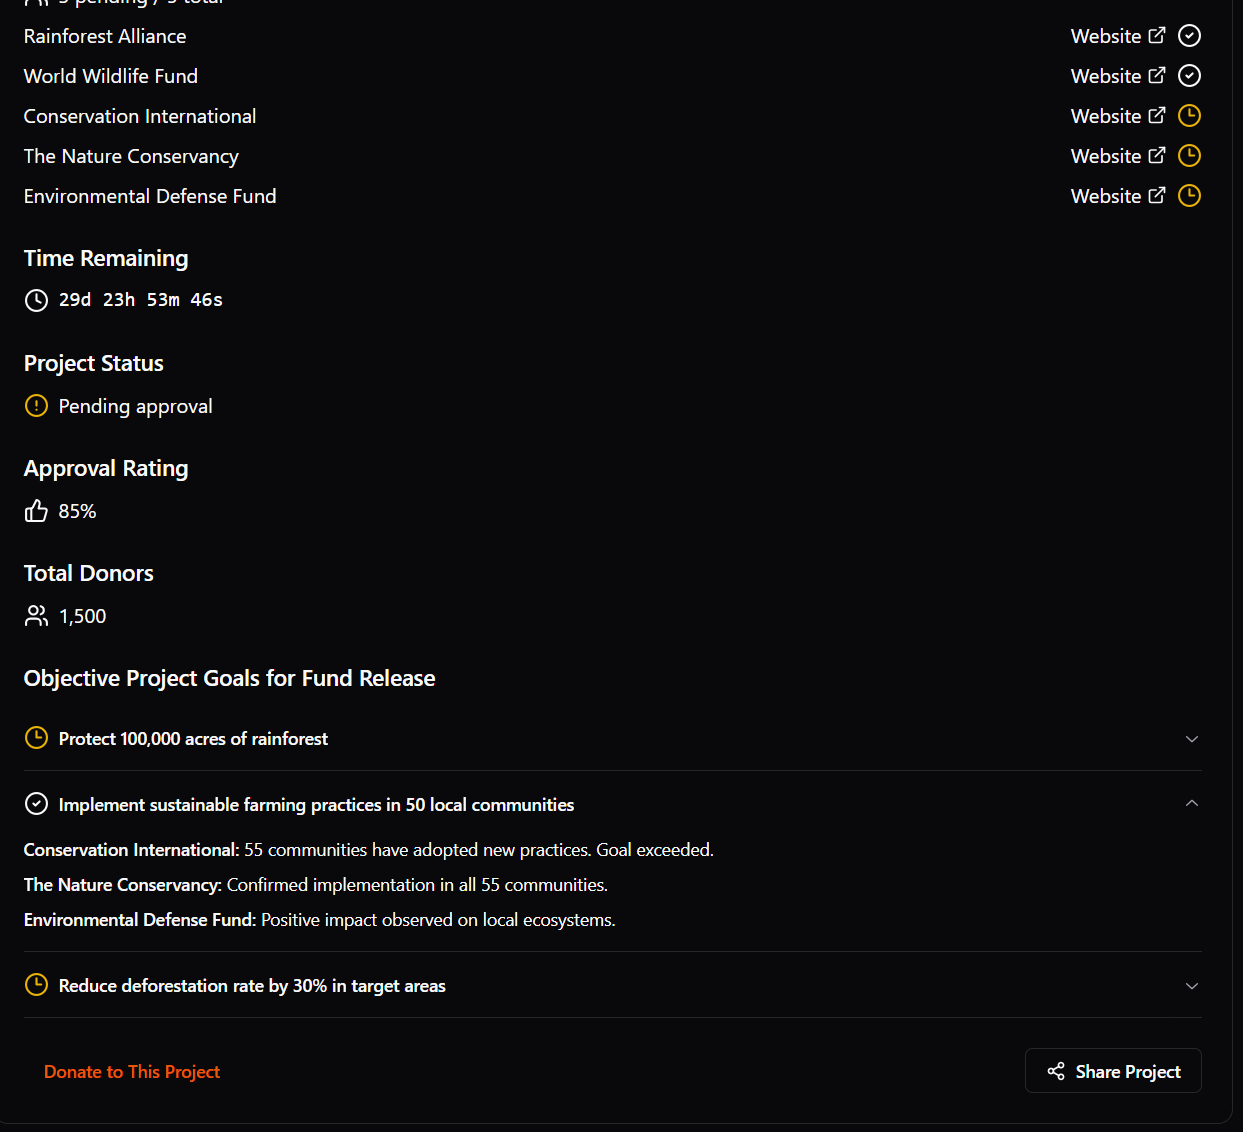 3 pending / 5 total
Rainforest Alliance Website
World Wildlife Fund Website
Conservation International Website
The Nature Conservancy Website
Environmental Defense Fund Website
Time Remaining
29d 23h 53m 46s
Project Status
Pending approval
Approval Rating
85%
Total Donors
1,500
Objective Project Goals for Fund Release
Protect 100,000 acres of rainforest
Implement sustainable farming practices in 50 local communities
Conservation International: 55 communities have adopted new practices. Goal exceeded.
The Nature Conservancy: Confirmed implementation in all 55 communities.
Environmental Defense Fund: Positive impact observed on local ecosystems.
Reduce deforestation rate by 30% in target areas
Donate to This Project Share Project